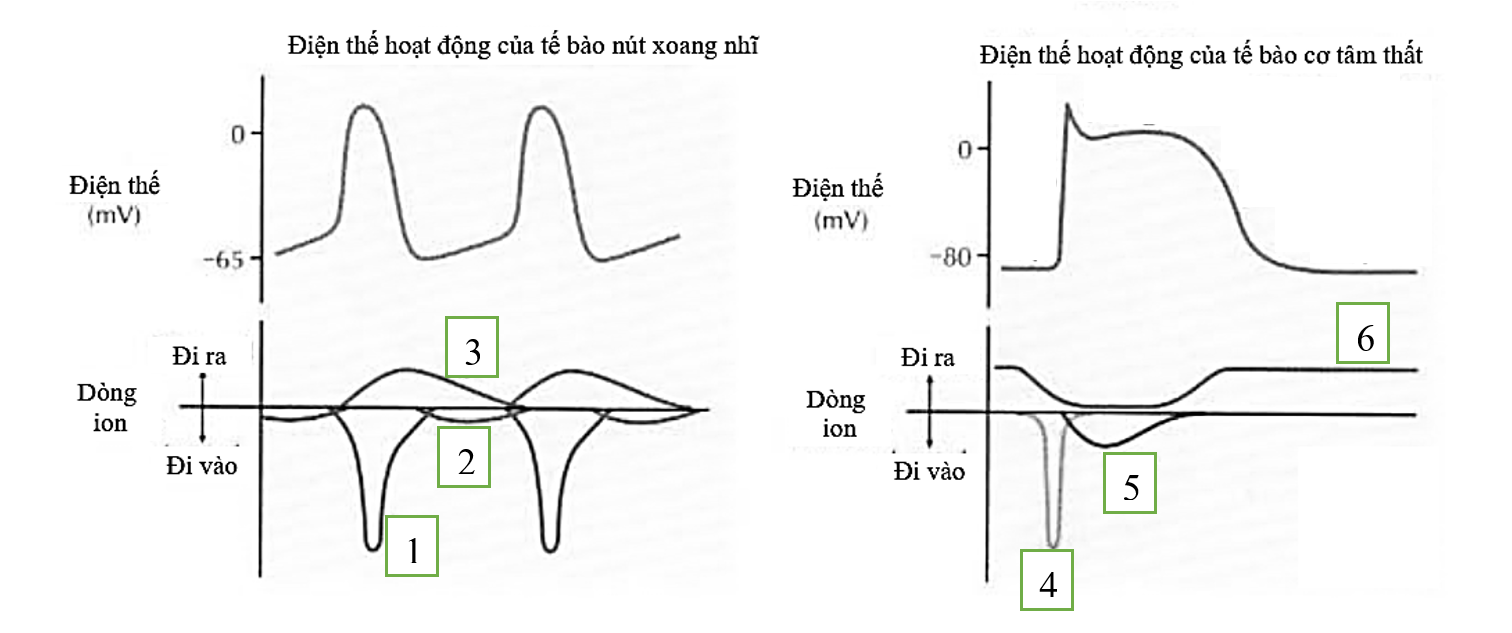 Điện thế hoạt động của tế bào nút xoang nhĩ
0
Điện thế
(mV)
-65
3
Đi ra
Dòng
ion
Đi vào
2
1
Điện thế hoạt động của tế bào cơ tâm thất
0
Điện thế
(mV)
-80
6
Đi ra
Dòng
ion
Đi vào
5
4